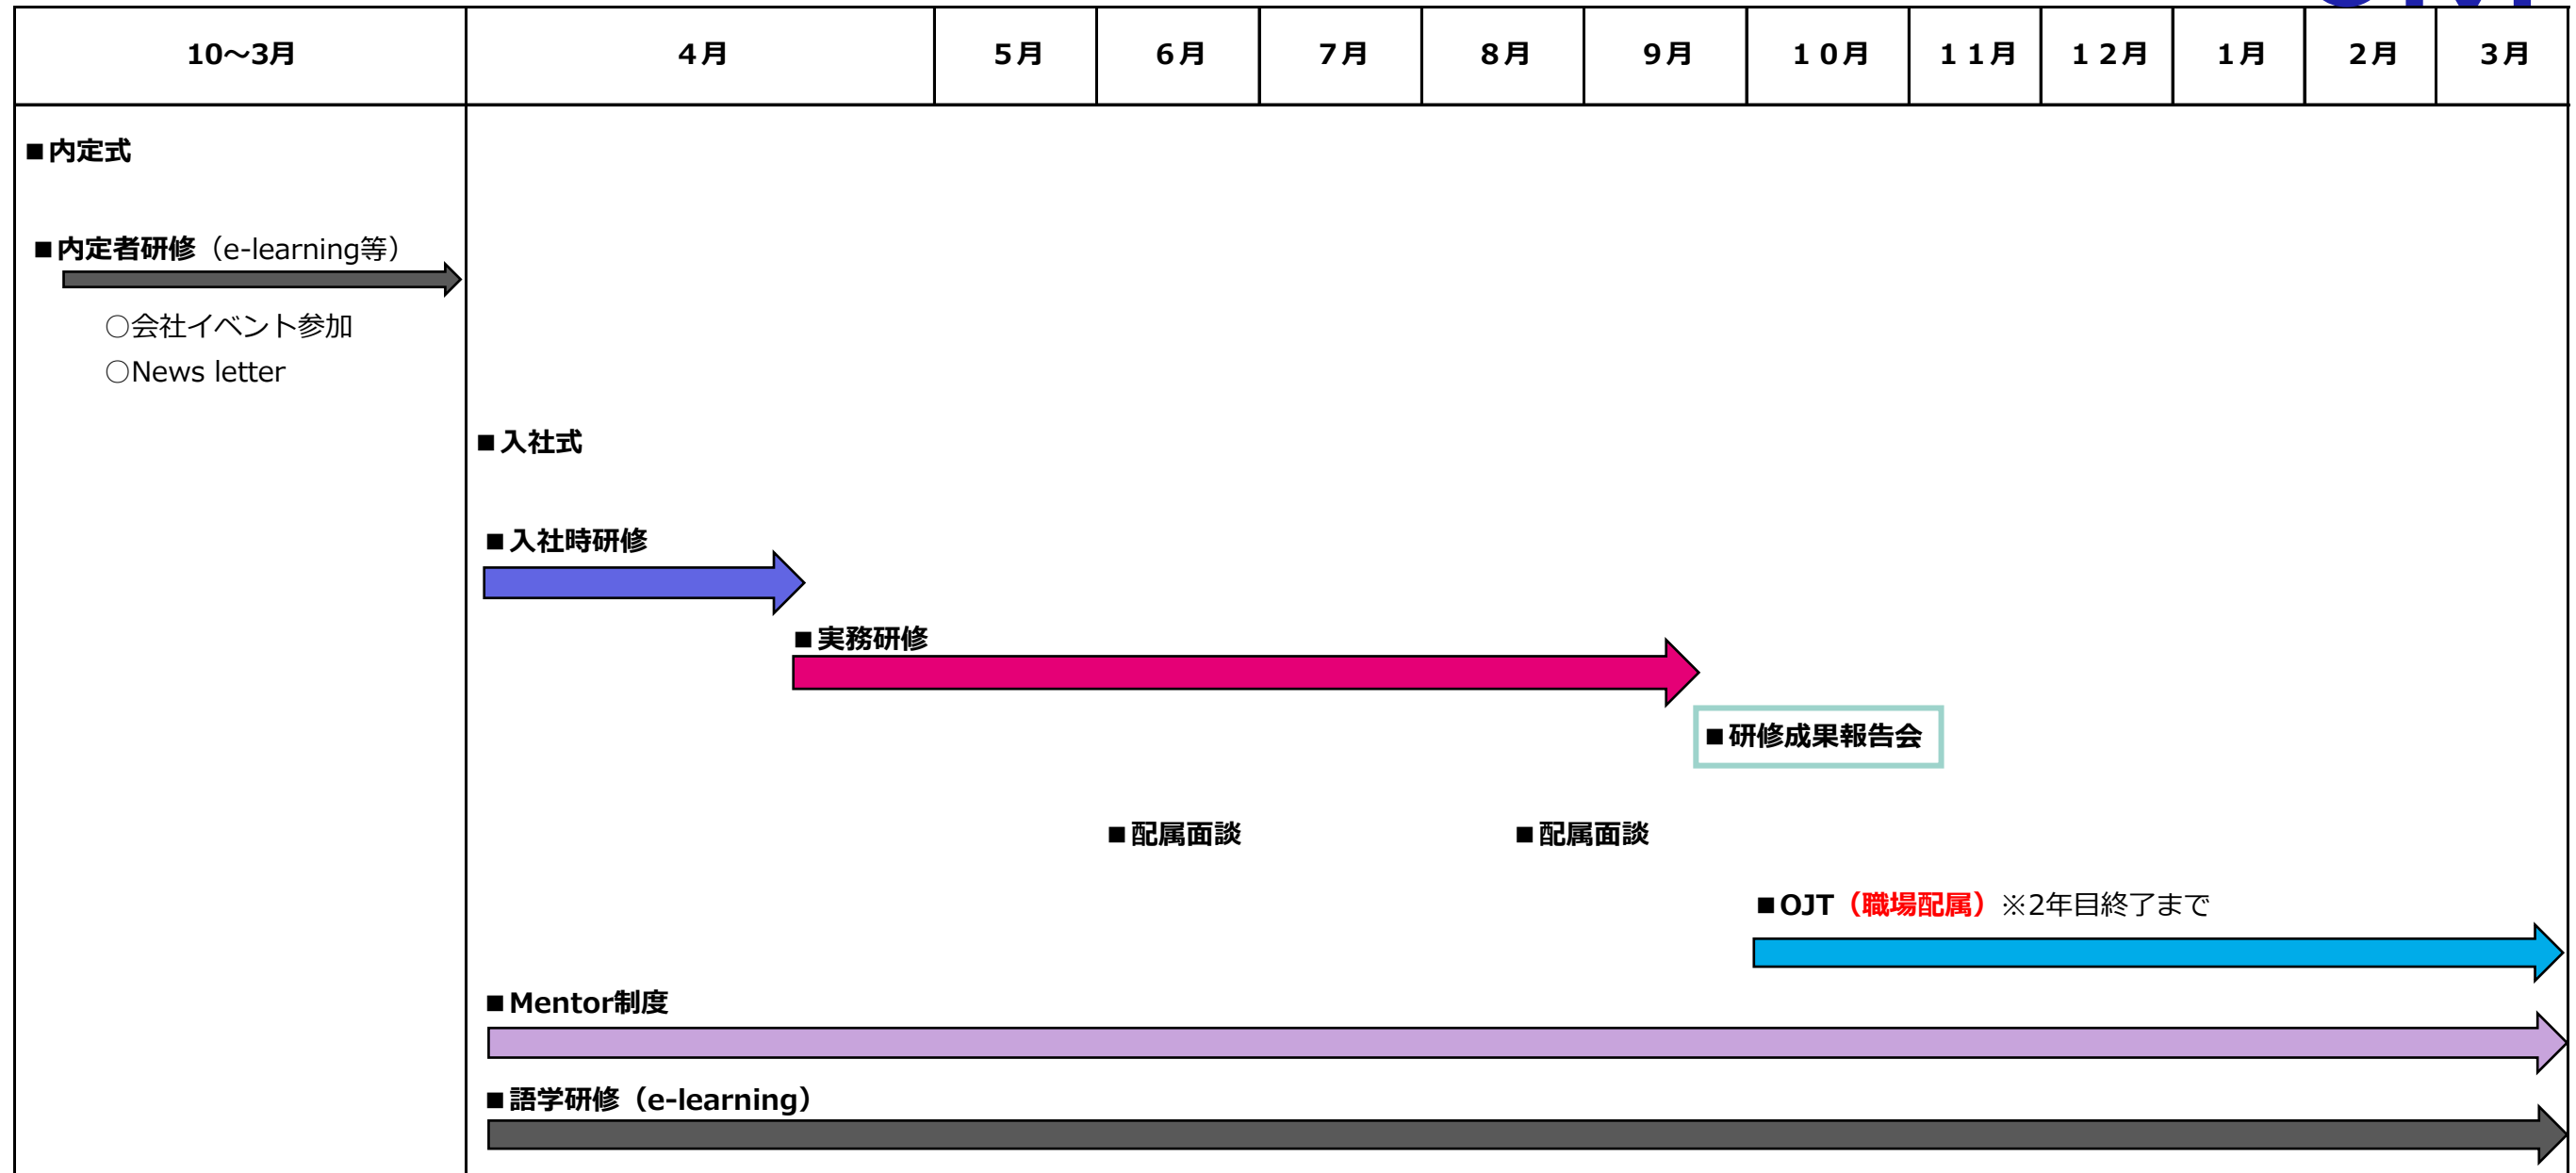 10～3月 ４月 ５月 ６月 ７月 ８月 ９月 １０月 １１月 １２月 １月 ２月 ３月
■内定式
■内定者研修（e-learning等）
○会社イベント参加
○News letter
■入社式
■入社時研修
■実務研修
■研修成果報告会
■配属面談 ■配属面談
■OJT（職場配属）※2年目終了まで
■Mentor制度
■語学研修（e-learning）